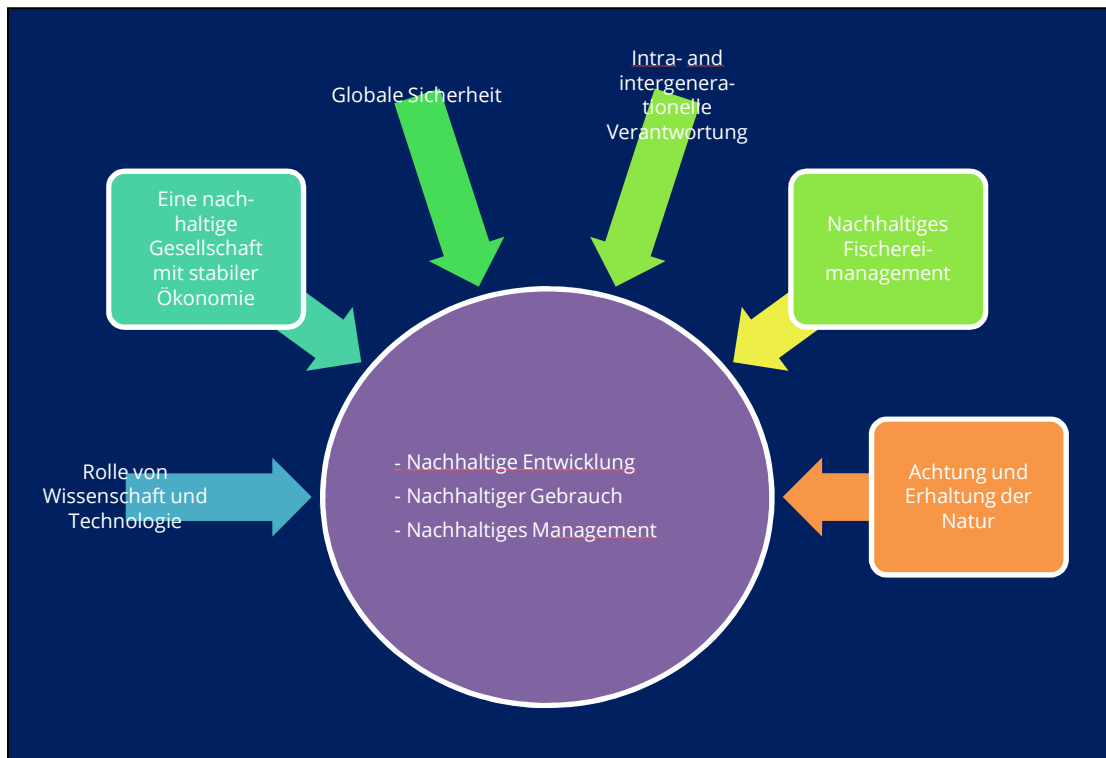 Globale Sicherheit
Intra- and
intergenera-
tionelle
Verantwortung
Eine nach-
haltige
Gesellschaft
mit stabiler
Ökonomie
Nachhaltiges
Fischerei-
management
Rolle von
Wissenschaft und
Technologie
- Nachhaltige Entwicklung
- Nachhaltiger Gebrauch
- Nachhaltiges Management
Achtung und
Erhaltung der
Natur